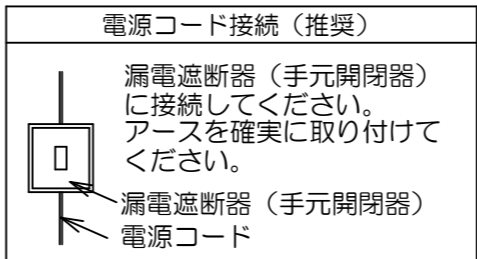 電源コード接続（推奨）
漏電遮断器（手元開閉器）
に接続してください。
アースを確実に取り付けて
ください。
漏電遮断器（手元開閉器）
電源コード